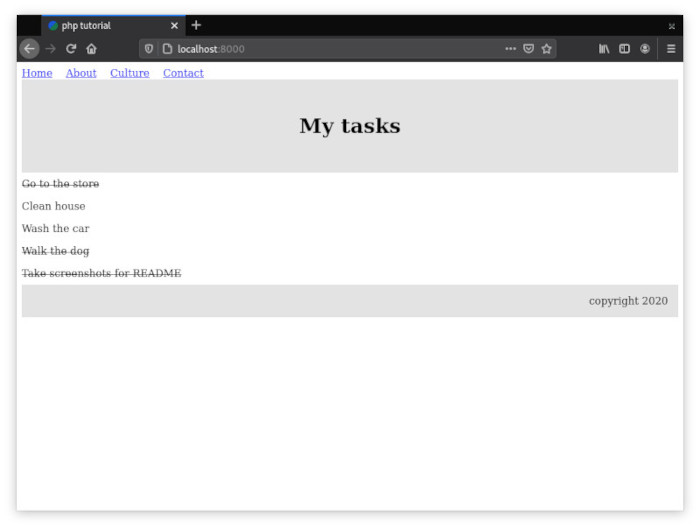 php tutorial
localhost:8000
Home About Culture Contact
My tasks
Go to the store
Clean house
Wash the car
Walk the dog
Take screenshots for README
copyright 2020